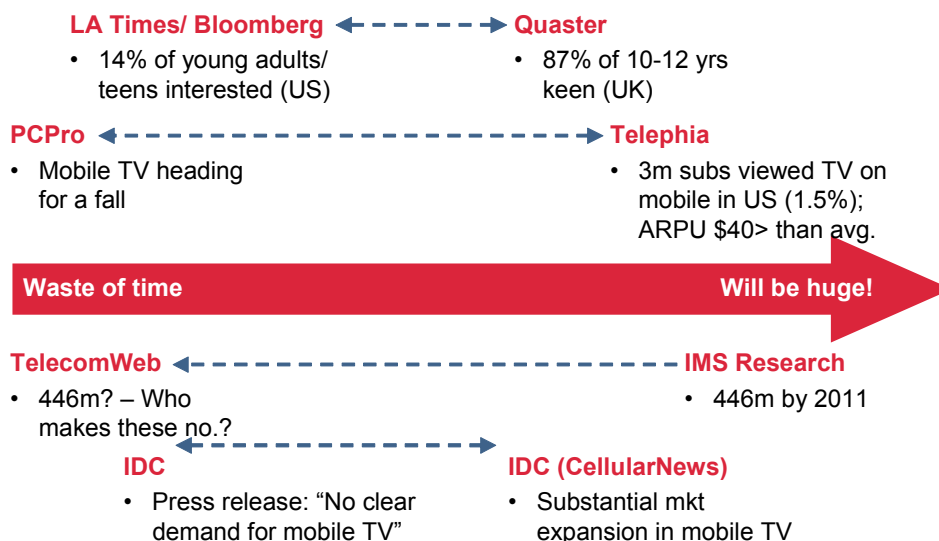 LA Times/ Bloomberg
• 14% of young adults/
teens interested (US)
Quaster
• 87% of 10-12 yrs
keen (UK)
PCPro
• Mobile TV heading
for a fall
Telephia
• 3m subs viewed TV on
mobile in US (1.5%);
ARPU $40> than avg.
Waste of time
Will be huge!
TelecomWeb
• 446m? – Who
makes these no.?
IMS Research
• 446m by 2011
IDC
• Press release: “No clear
demand for mobile TV”
IDC (CellularNews)
• Substantial mkt
expansion in mobile TV